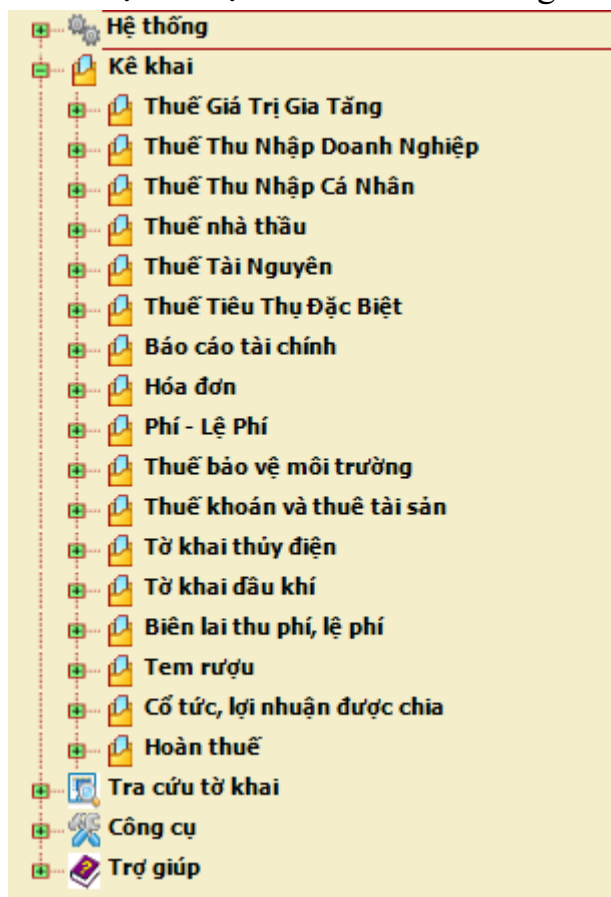 Hệ thống
Kê khai
Thuế Giá Trị Gia Tăng
Thuế Thu Nhập Doanh Nghiệp
Thuế Thu Nhập Cá Nhân
Thuế nhà thầu
Thuế Tài Nguyên
Thuế Tiêu Thụ Đặc Biệt
Báo cáo tài chính
Hóa đơn
Phí - Lệ Phí
Thuế bảo vệ môi trường
Thuế khoán và thuê tài sản
Tờ khai thủy điện
Tờ khai dầu khí
Biên lai thu phí, lệ phí
Tem rượu
Cổ tức, lợi nhuận được chia
Hoàn thuế
Tra cứu tờ khai
Công cụ
Trợ giúp